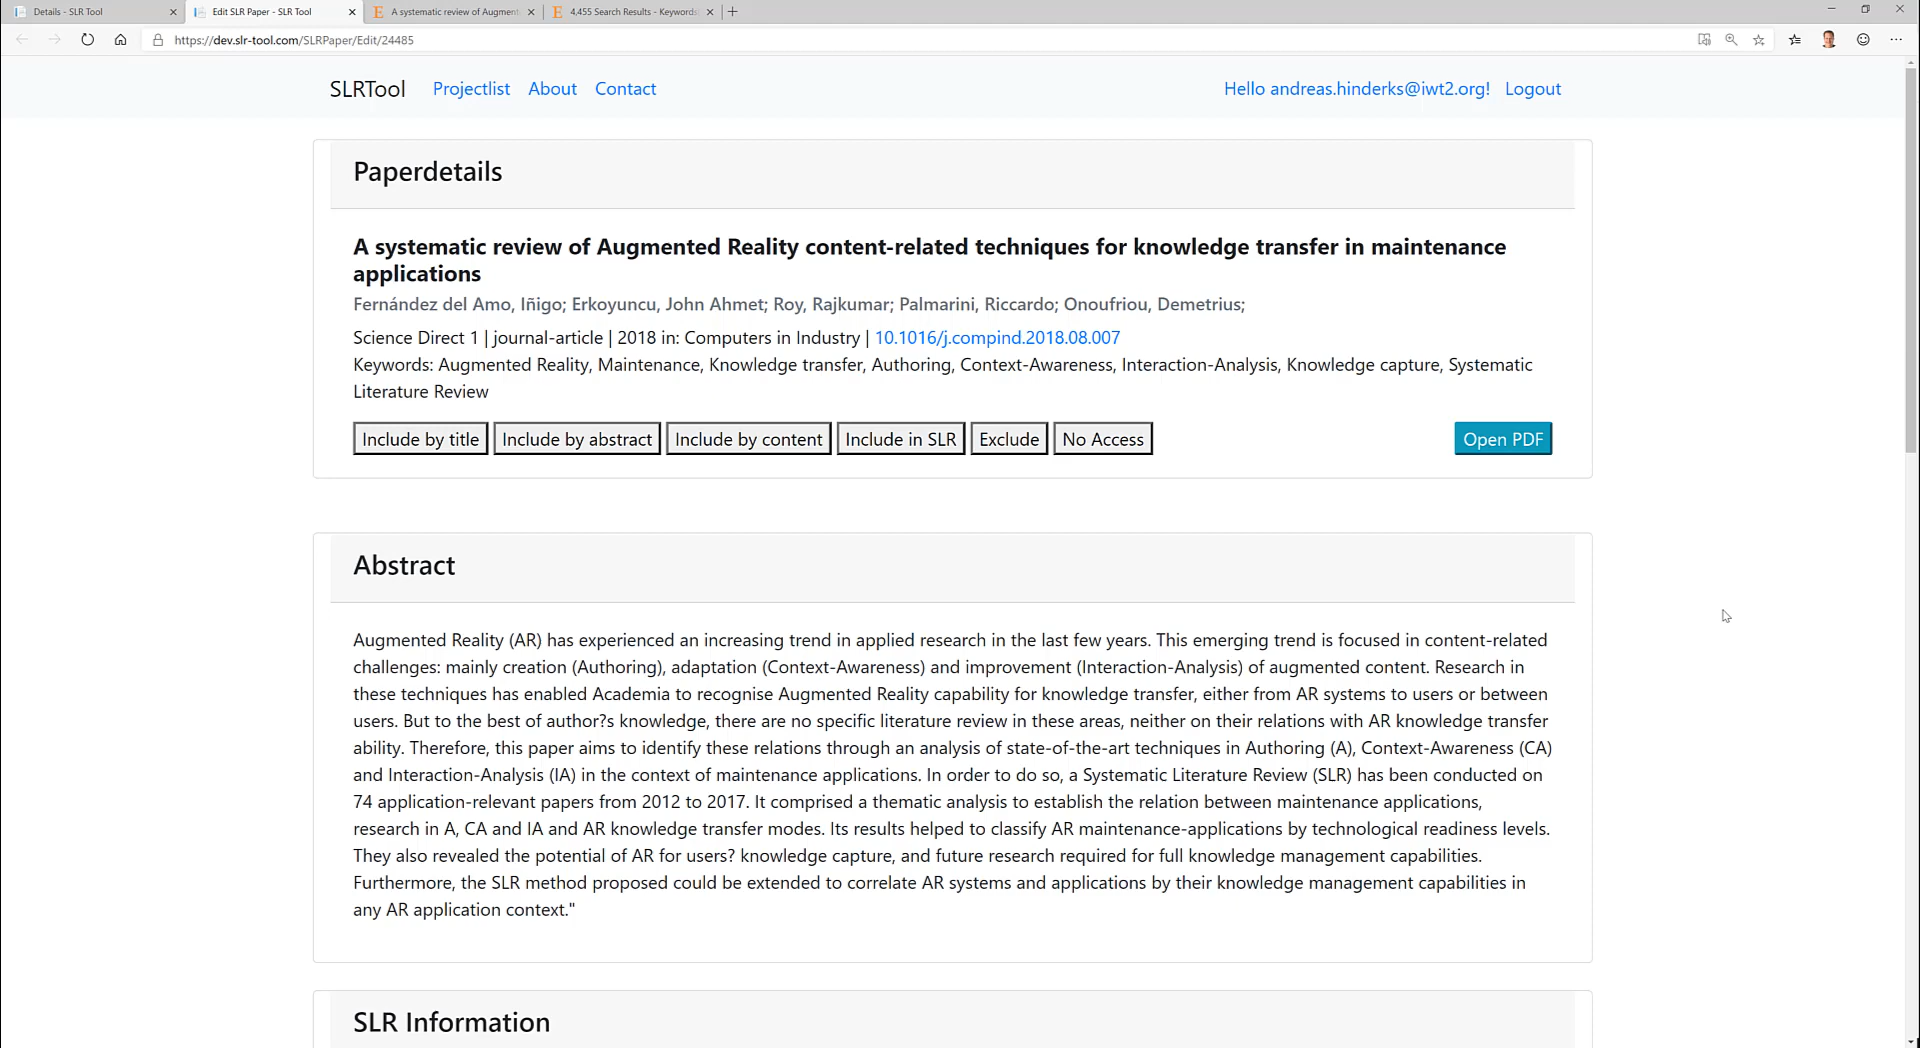 Details - SLR Tool
Edit SLR Paper - SLR Tool
A systematic review of Augment
4,455 Search Results - Keywords
https://dev.slr-tool.com/SLRPaper/Edit/24485
SLRTool Projectlist About Contact Hello andreas.hinderks@iwt2.org! Logout
Paperdetails
A systematic review of Augmented Reality content-related techniques for knowledge transfer in maintenance
applications
Fernández del Amo, Iñigo; Erkoyuncu, John Ahmet; Roy, Rajkumar; Palmarini, Riccardo; Onoufriou, Demetrius;
Science Direct 1 | journal-article | 2018 in: Computers in Industry | 10.1016/j.compind.2018.08.007
Keywords: Augmented Reality, Maintenance, Knowledge transfer, Authoring, Context-Awareness, Interaction-Analysis, Knowledge capture, Systematic
Literature Review
Include by title Include by abstract Include by content Include in SLR Exclude No Access Open PDF
Abstract
Augmented Reality (AR) has experienced an increasing trend in applied research in the last few years. This emerging trend is focused in content-related
challenges: mainly creation (Authoring), adaptation (Context-Awareness) and improvement (Interaction-Analysis) of augmented content. Research in
these techniques has enabled Academia to recognise Augmented Reality capability for knowledge transfer, either from AR systems to users or between
users. But to the best of author?s knowledge, there are no specific literature review in these areas, neither on their relations with AR knowledge transfer
ability. Therefore, this paper aims to identify these relations through an analysis of state-of-the-art techniques in Authoring (A), Context-Awareness (CA)
and Interaction-Analysis (IA) in the context of maintenance applications. In order to do so, a Systematic Literature Review (SLR) has been conducted on
74 application-relevant papers from 2012 to 2017. It comprised a thematic analysis to establish the relation between maintenance applications,
research in A, CA and IA and AR knowledge transfer modes. Its results helped to classify AR maintenance-applications by technological readiness levels.
They also revealed the potential of AR for users? knowledge capture, and future research required for full knowledge management capabilities.
Furthermore, the SLR method proposed could be extended to correlate AR systems and applications by their knowledge management capabilities in
any AR application context."
SLR Information